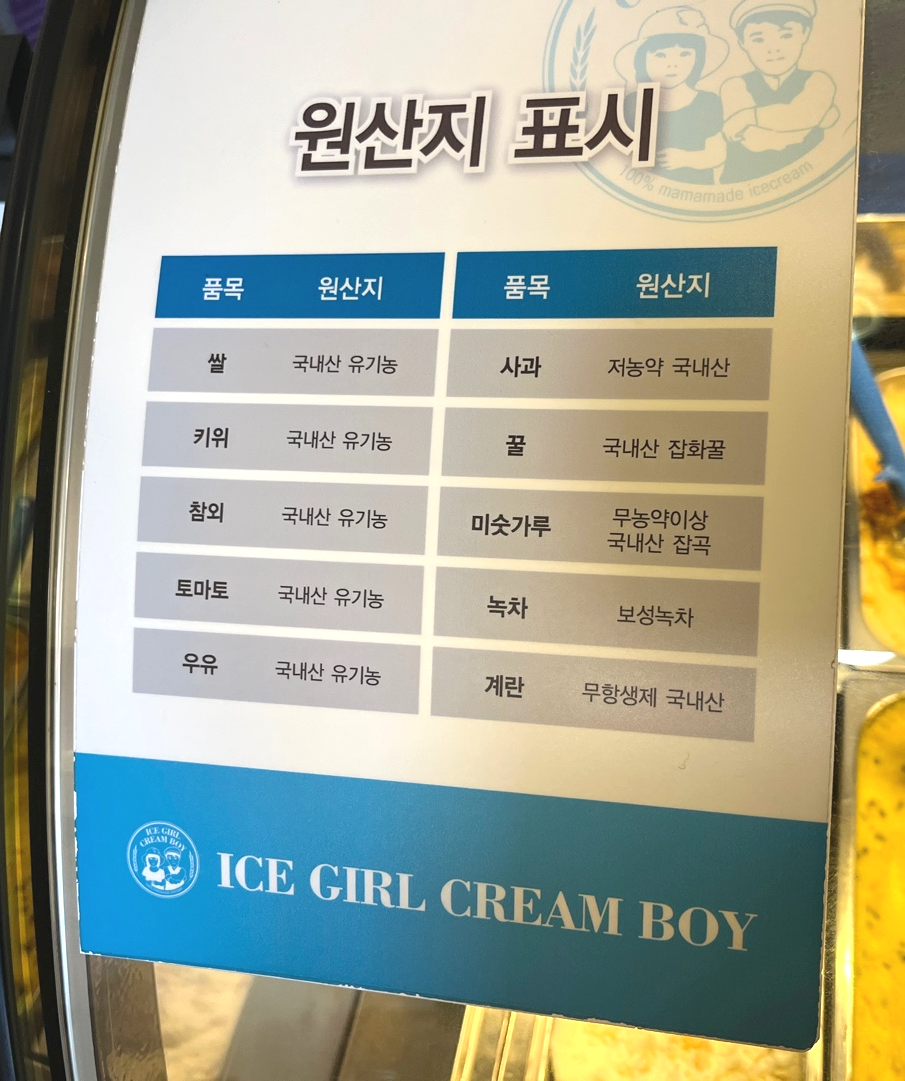 100% mamamade icecream
원산지 표시
품목 원산지
쌀 국내산 유기농
키위 국내산 유기농
참외 국내산 유기농
토마토 국내산 유기농
우유 국내산 유기농
품목 원산지
사과 저농약 국내산
꿀 국내산 잡화꿀
미숫가루 무농약이상
국내산 잡곡
녹차 보성녹차
계란 무항생제 국내산
ICE GIRL
CREAM BOY
ICE GIRL CREAM BOY